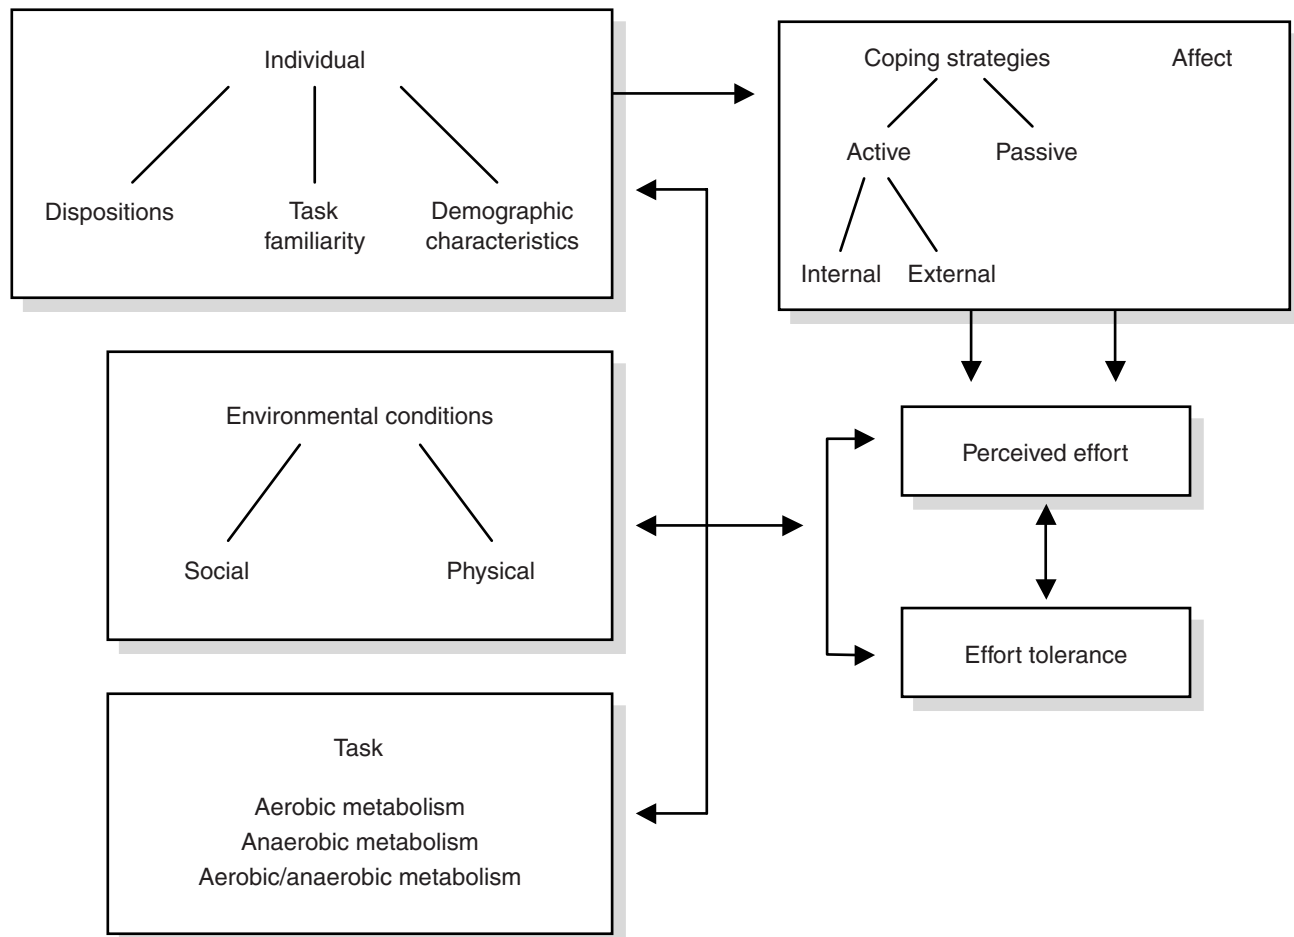 Individual
Dispositions
Task
familiarity
Demographic
characteristics
Coping strategies
Affect
Active
Passive
Internal
External
Environmental conditions
Social
Physical
Perceived effort
Effort tolerance
Task
Aerobic metabolism
Anaerobic metabolism
Aerobic/anaerobic metabolism